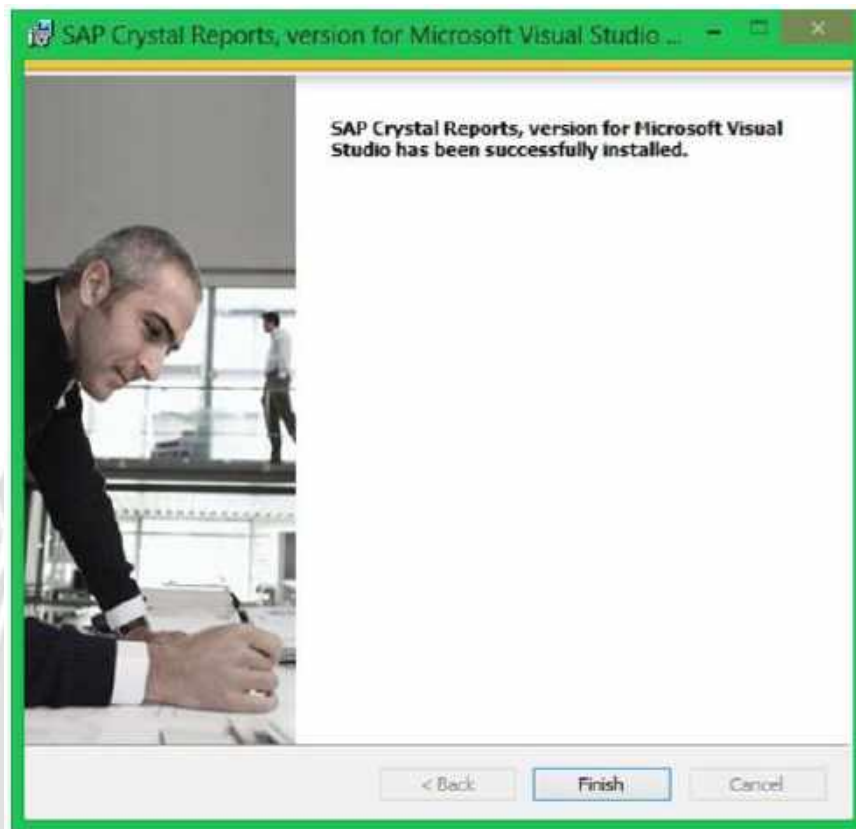 SAP Crystal Reports, version for Microsoft Visual Studio ...
SAP Crystal Reports, version for Microsoft Visual
Studio has been successfully installed.
< Back
Finish
Cancel